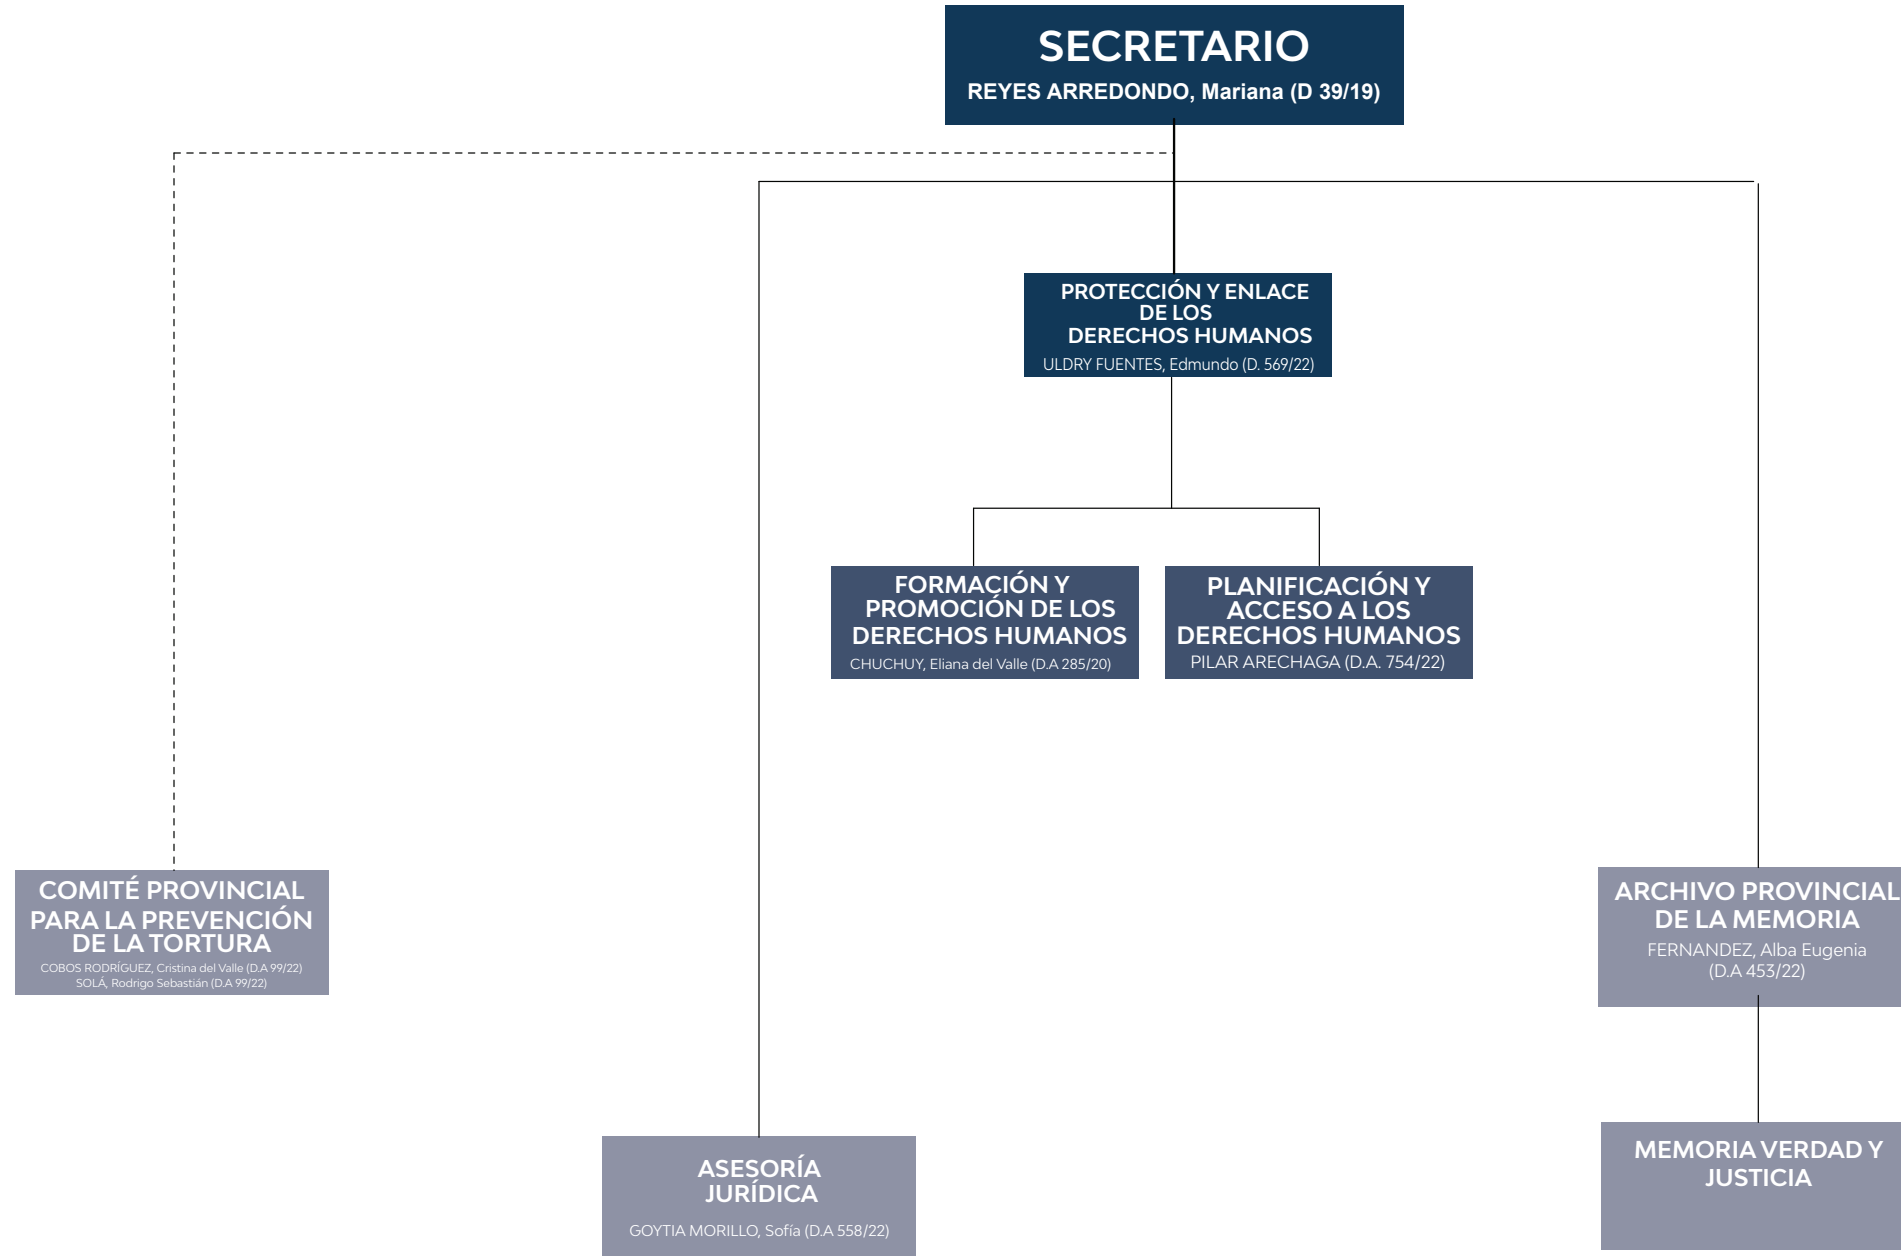 SECRETARIO
REYES ARREDONDO, Mariana (D 39/19)
PROTECCIÓN Y ENLACE
DE LOS
DERECHOS HUMANOS
ULDRY FUENTES, Edmundo (D. 569/22)
FORMACIÓN Y
PROMOCIÓN DE LOS
DERECHOS HUMANOS
CHUCHUY, Eliana del Valle (D.A 285/20)
PLANIFICACIÓN Y
ACCESO A LOS
DERECHOS HUMANOS
PILAR ARECHAGA (D.A. 754/22)
COMITÉ PROVINCIAL
PARA LA PREVENCIÓN
DE LA TORTURA
COBOS RODRÍGUEZ, Cristina del Valle (D.A 99/22)
SOLÁ, Rodrigo Sebastián (D.A 99/22)
ARCHIVO PROVINCIAL
DE LA MEMORIA
FERNANDEZ, Alba Eugenia
(D.A 453/22)
ASESORÍA
JURÍDICA
GOYTIA MORILLO, Sofía (D.A 558/22)
MEMORIA VERDAD Y
JUSTICIA